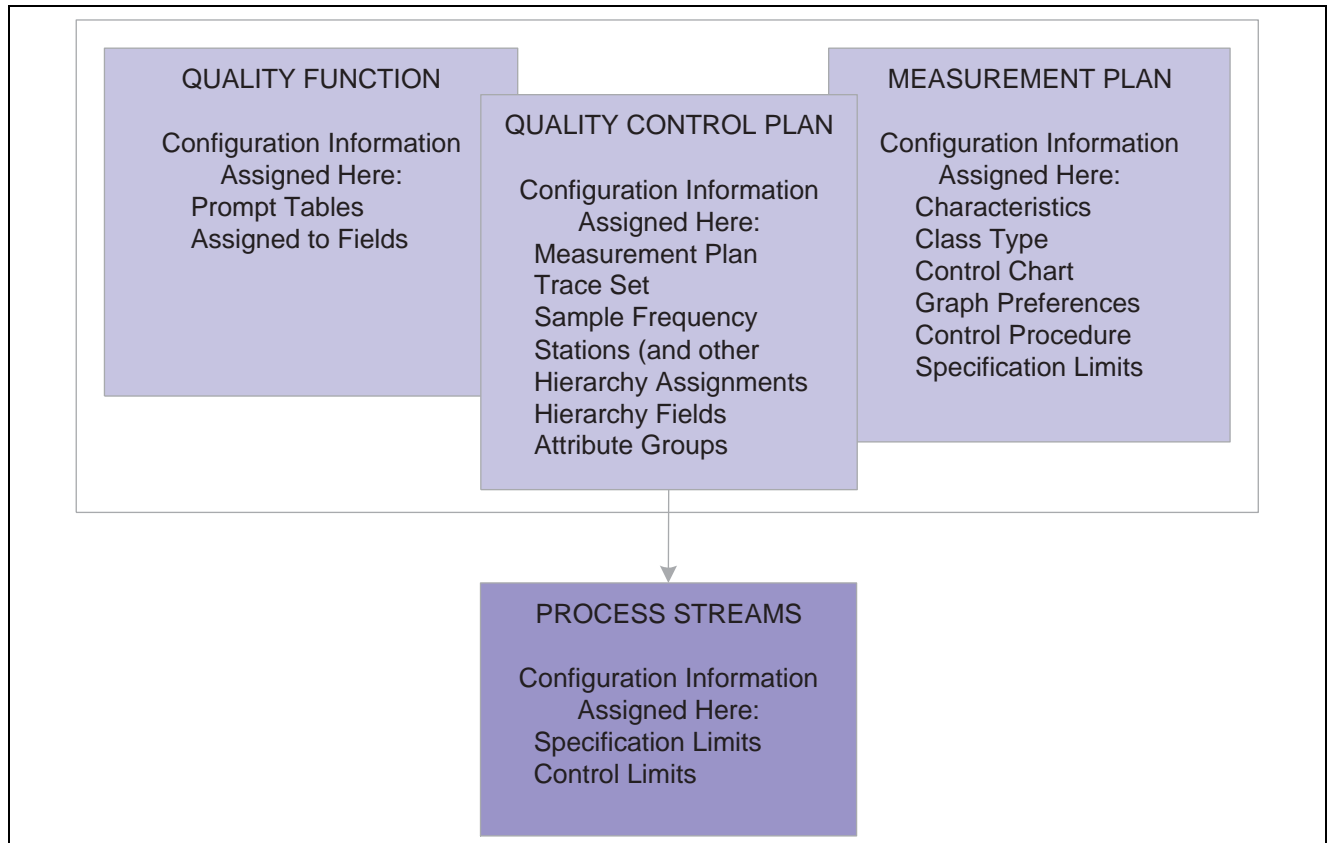 QUALITY FUNCTION
Configuration Information
Assigned Here:
Prompt Tables
Assigned to Fields
QUALITY CONTROL PLAN
Configuration Information
Assigned Here:
Measurement Plan
Trace Set
Sample Frequency
Stations (and other
Hierarchy Assignments
Hierarchy Fields
Attribute Groups
MEASUREMENT PLAN
Configuration Information
Assigned Here:
Characteristics
Class Type
Control Chart
Graph Preferences
Control Procedure
Specification Limits
PROCESS STREAMS
Configuration Information
Assigned Here:
Specification Limits
Control Limits